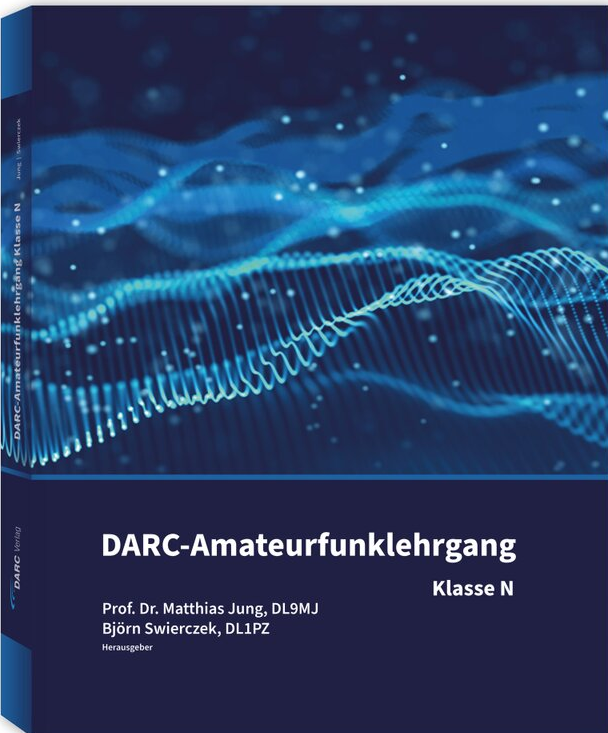 DARC-Amateurfunklehrgang
Klasse N
Prof. Dr. Matthias Jung, DL9MJ
Björn Swierczek, DL1PZ
Herausgeber
Jung | Swierczek
DARC-Amateurfunklehrgang Klasse N
DARC Verlag